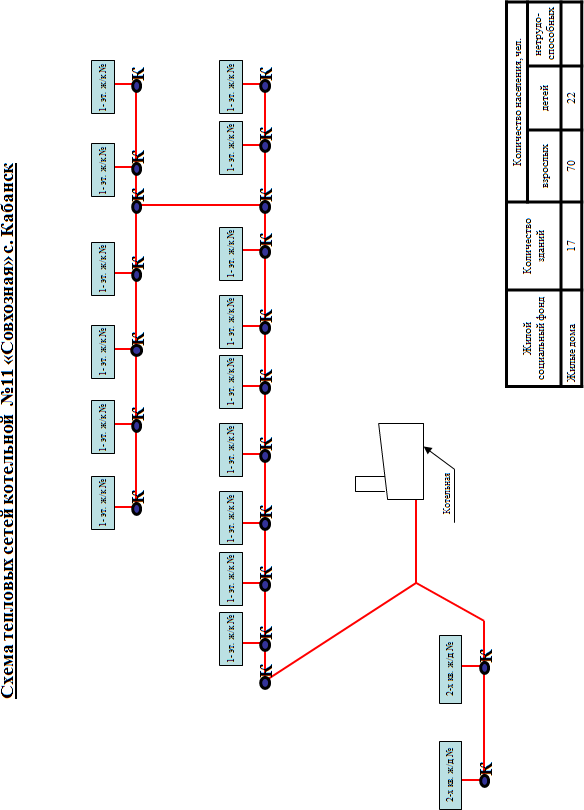 Схема тепловых сетей котельной №11 «Совхозная» с. Кабанск
1- эт. ж/к № 1- эт. ж/к № 1- эт. ж/к № 1- эт. ж/к № 1- эт. ж/к № 1- эт. ж/к №
К К К К К К К
1- эт. ж/к № 1- эт. ж/к № 1- эт. ж/к № 1- эт. ж/к № 1- эт. ж/к № 1- эт. ж/к № 1- эт. ж/к № 1- эт. ж/к № 1- эт. ж/к №
К К К К К К К К К К К
Котельная
2-х кв. ж/д № 2-х кв. ж/д №
К К
Жилой
социальный фонд
Количество
зданий
Количество населения, чел.
взрослых
детей
нетрудо-
способных
Жилые дома 17 70 22